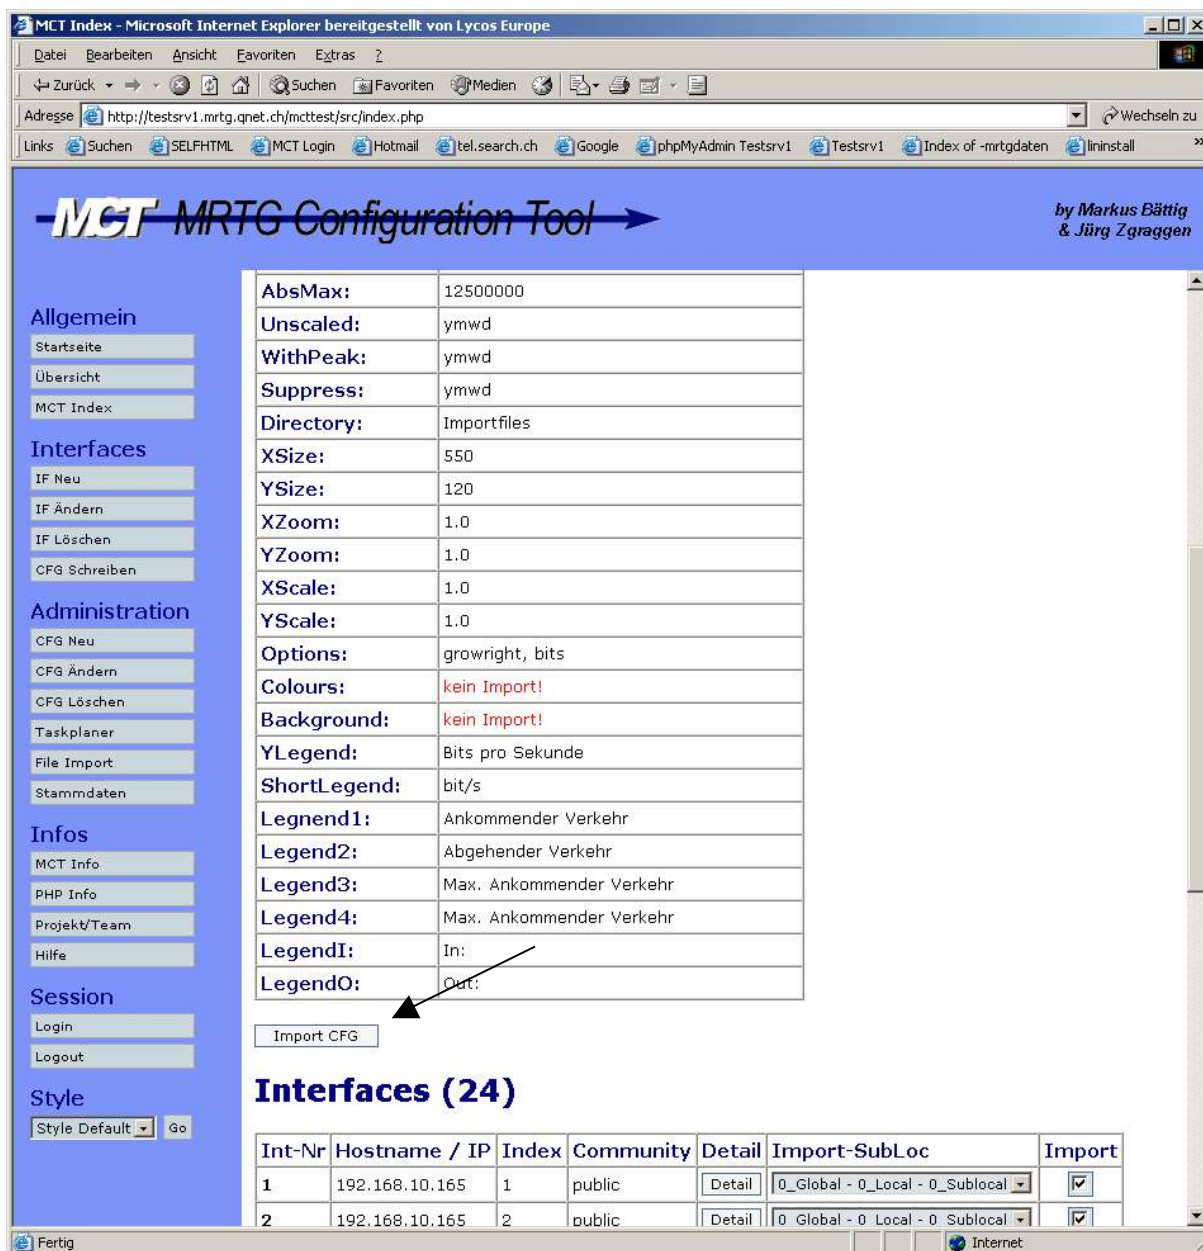 MCT Index - Microsoft Internet Explorer bereitgestellt von Lycos Europe
Datei Bearbeiten Ansicht Favoriten Extras ?
Zurück Suchen Favoriten Medien
Adresse http://testsrv1.mrtg.qnet.ch/mcttest/src/index.php Wechseln zu
Links Suchen SELFHTML MCT Login Hotmail tel.search.ch Google phpMyAdmin Testsrv1 Testsrv1 Index of -mrtgdaten lininstall »
MCT MRTG Configuration Tool
by Markus Bättig
& Jürg Zgraggen
Allgemein
Startseite
Übersicht
MCT Index
Interfaces
IF Neu
IF Ändern
IF Löschen
CFG Schreiben
Administration
CFG Neu
CFG Ändern
CFG Löschen
Taskplaner
File Import
Stammdaten
Infos
MCT Info
PHP Info
Projekt/Team
Hilfe
Session
Login
Logout
Style
Style Default Go
AbsMax: 12500000
Unscaled: ymwd
WithPeak: ymwd
Suppress: ymwd
Directory: Importfiles
XSize: 550
YSize: 120
XZoom: 1.0
YZoom: 1.0
XScale: 1.0
YScale: 1.0
Options: growright, bits
Colours: kein Import!
Background: kein Import!
YLegend: Bits pro Sekunde
ShortLegend: bit/s
Legnend1: Ankommender Verkehr
Legend2: Abgehender Verkehr
Legend3: Max. Ankommender Verkehr
Legend4: Max. Ankommender Verkehr
LegendI: In:
LegendO: Out:
Import CFG
Interfaces (24)
Int-Nr Hostname / IP Index Community Detail Import-SubLoc Import
1 192.168.10.165 1 public Detail 0_Global - 0_Local - 0_Sublocal
2 192.168.10.165 2 public Detail 0_Global - 0_Local - 0_Sublocal
Fertig Internet